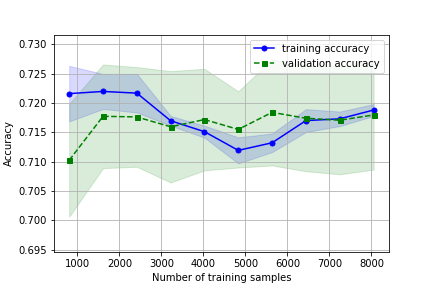 0.730
0.725
0.720
0.715
0.710
0.705
0.700
0.695
Accuracy
training accuracy
validation accuracy
1000 2000 3000 4000 5000 6000 7000 8000
Number of training samples